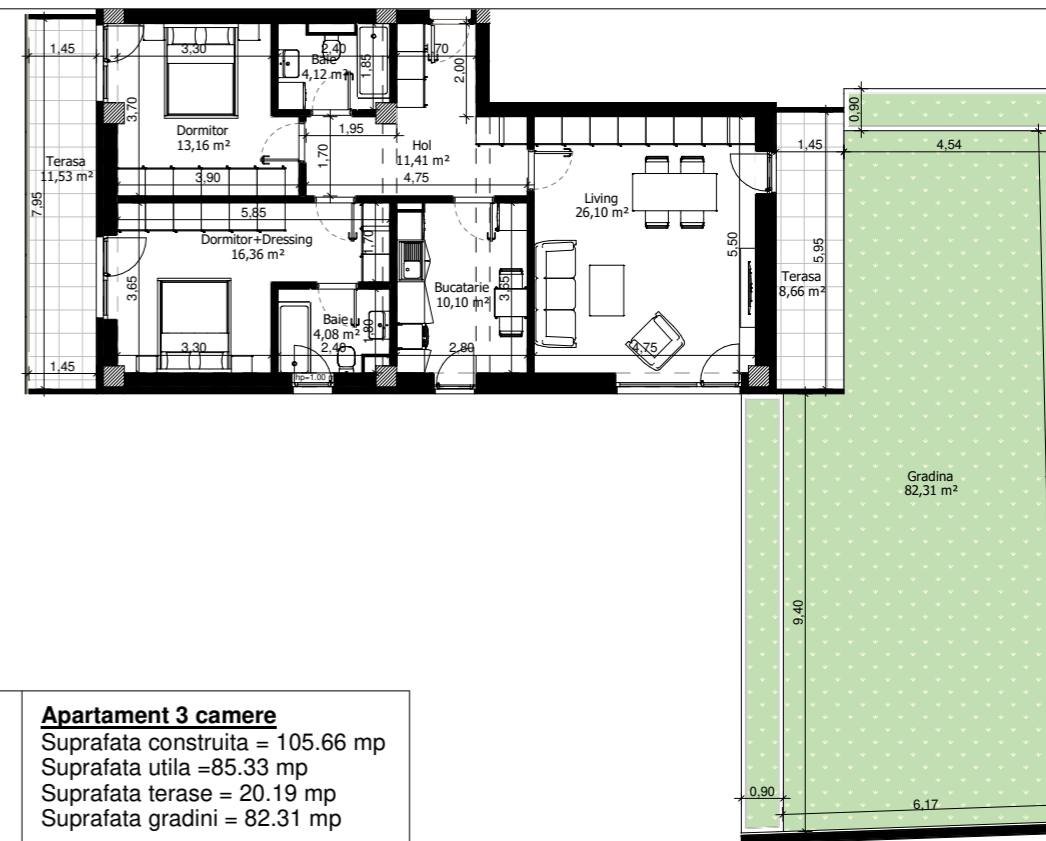 1,45
3,30
2,40
1,70
Baie
4,12 m²
1,85
2,00
0,90
3,70
Dormitor
13,16 m²
1,95
Hol
11,41 m²
1,45
4,54
Terasa
11,53 m²
1,70
3,90
4,75
Living
26,10 m²
7,95
5,85
Dormitor+Dressing
16,36 m²
1,70
5,50
5,95
3,65
Bucatarie
10,10 m²
3,65
Terasa
8,66 m²
Baie
4,08 m²
1,80
3,30
2,40
2,80
1,45
hp=1.00
Gradina
82,31 m²
9,40
0,90
6,17
Apartament 3 camere
Suprafata construita = 105.66 mp
Suprafata utila =85.33 mp
Suprafata terase = 20.19 mp
Suprafata gradini = 82.31 mp